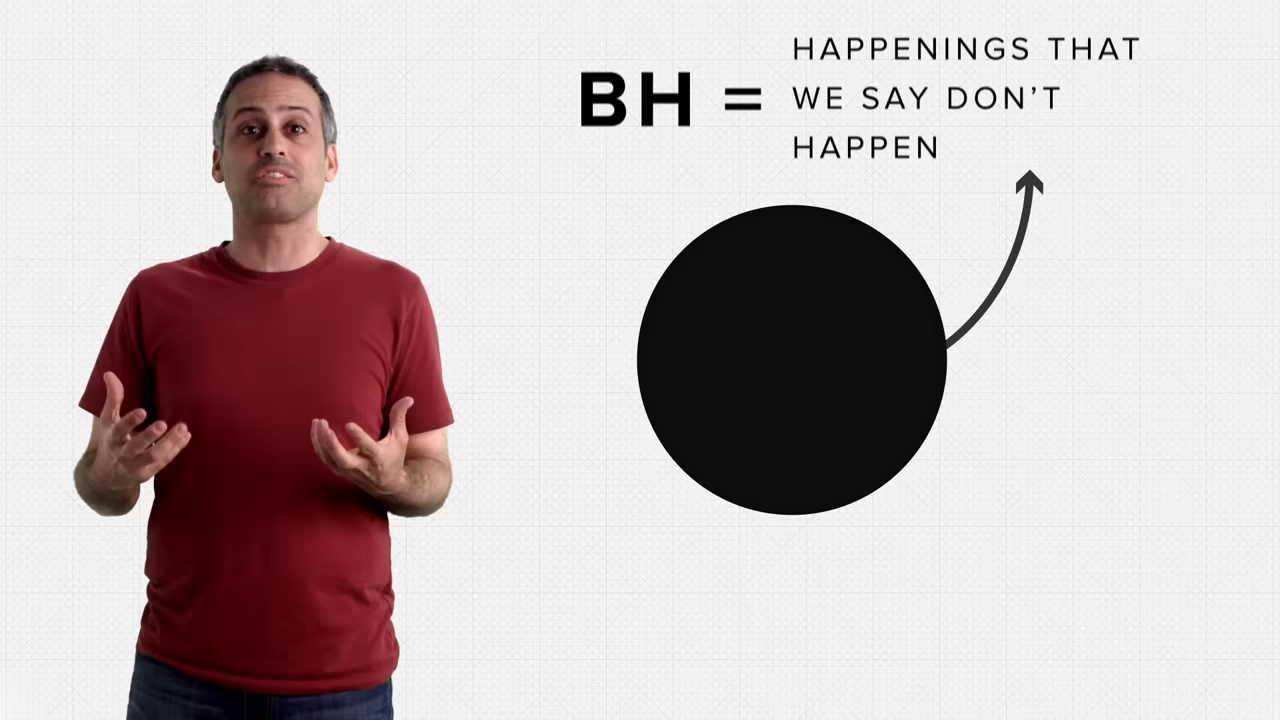 BH =
HAPPENINGS THAT
WE SAY DON’T
HAPPEN